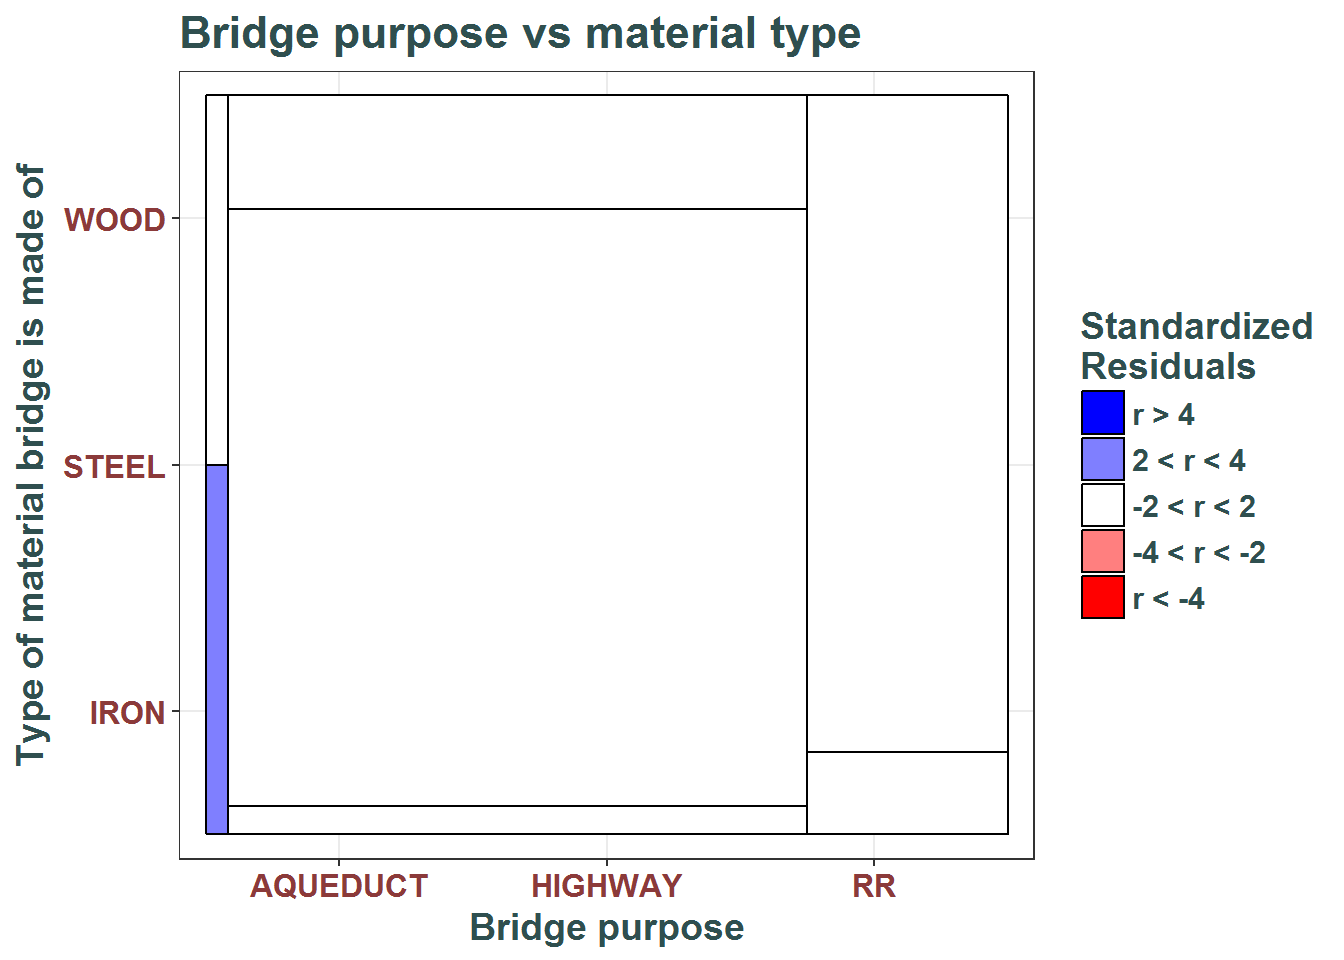 Bridge purpose vs material type
Type of material bridge is made of
WOOD
STEEL
IRON
AQUEDUCT
HIGHWAY
RR
Bridge purpose
Standardized
Residuals
r > 4
2 < r < 4
-2 < r < 2
-4 < r < -2
r < -4